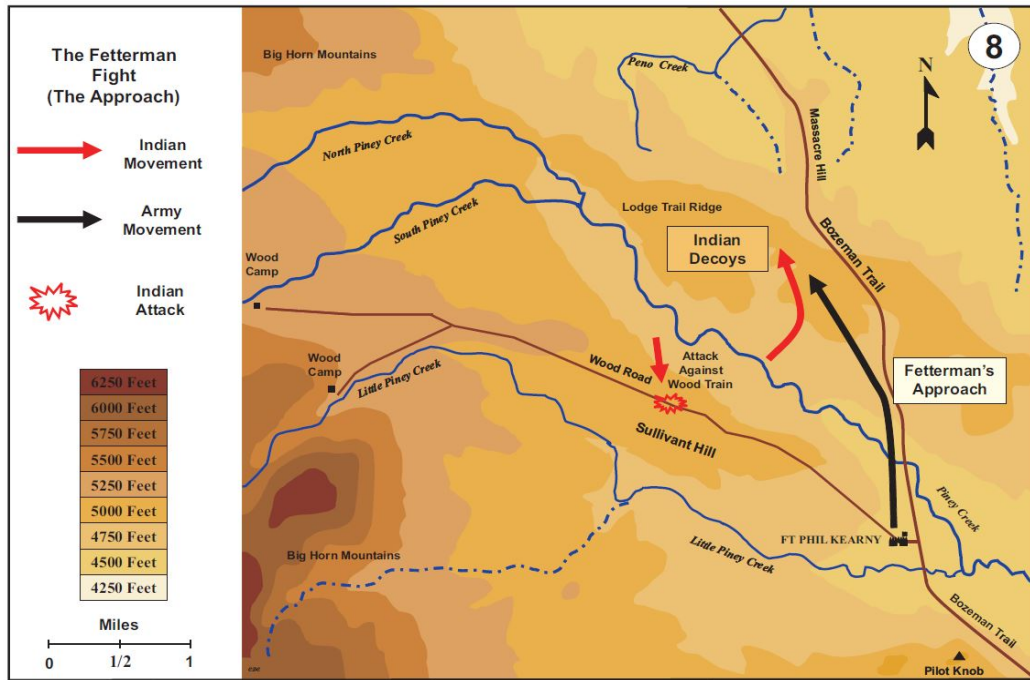 The Fetterman
Fight
(The Approach)
Indian
Movement
Army
Movement
Indian
Attack
6250 Feet
6000 Feet
5750 Feet
5500 Feet
5250 Feet
5000 Feet
4750 Feet
4500 Feet
4250 Feet
Miles
0 1/2 1
8
N
Big Horn Mountains
Peno Creek
North Piney Creek
Massacre Hill
South Piney Creek
Lodge Trail Ridge
Indian
Decoys
Bozeman Trail
Wood
Camp
Wood
Camp
Little Piney Creek
Wood Road
Attack
Against
Wood Train
Fetterman's
Approach
Sullivant Hill
Piney Creek
FT PHIL KEARNY
Big Horn Mountains
Little Piney Creek
Bozeman Trail
Pilot Knob